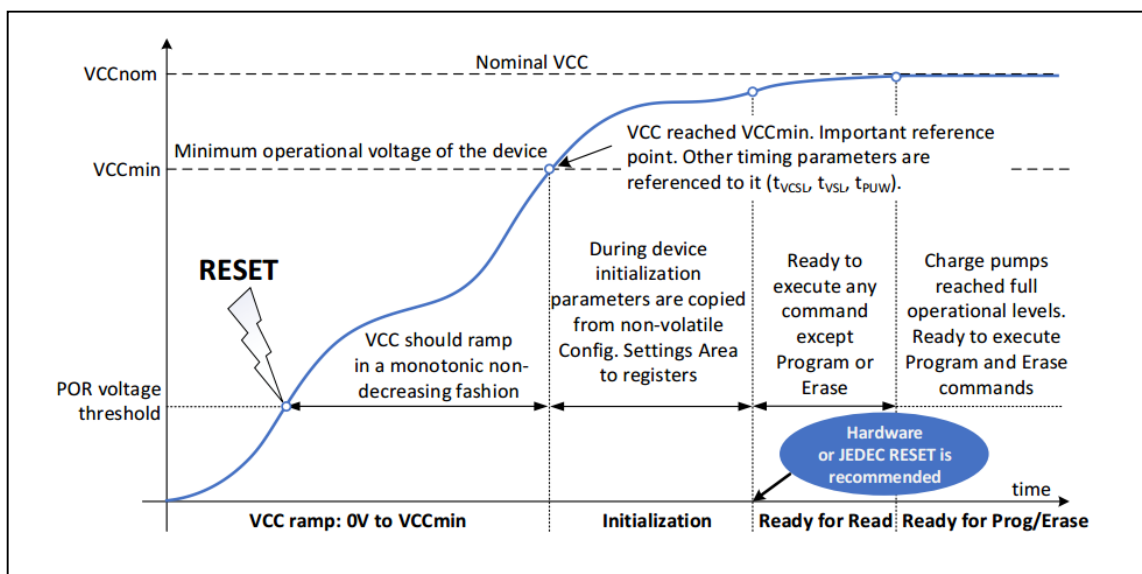 VCCnom
Nominal VCC
Minimum operational voltage of the device
VCCmin
VCC reached VCCmin. Important reference
point. Other timing parameters are
referenced to it (tVCSL, tVSL, tPUW).
RESET
POR voltage
threshold
VCC should ramp
in a monotonic non-
decreasing fashion
During device
initialization
parameters are copied
from non-volatile
Config. Settings Area
to registers
Ready to
execute any
command
except
Program or
Erase
Charge pumps
reached full
operational levels.
Ready to execute
Program and Erase
commands
Hardware
or JEDEC RESET is
recommended
time
VCC ramp: 0V to VCCmin
Initialization
Ready for Read
Ready for Prog/Erase